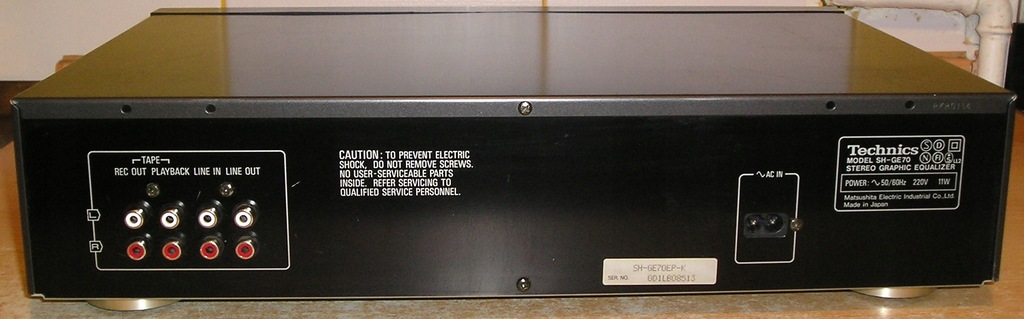 TAPE
REC OUT PLAYBACK LINE IN LINE OUT
L
R
CAUTION: TO PREVENT ELECTRIC
SHOCK, DO NOT REMOVE SCREWS.
NO USER-SERVICEABLE PARTS
INSIDE. REFER SERVICING TO
QUALIFIED SERVICE PERSONNEL.
∿ AC IN
SH-GE70EP-K
SER. NO. GD1LB08513
Technics S D
N FI
MODEL SH-GE70
STEREO GRAPHIC EQUALIZER
POWER: ∿ 50/60Hz 220V 11W
Matsushita Electric Industrial Co., Ltd.
Made in Japan